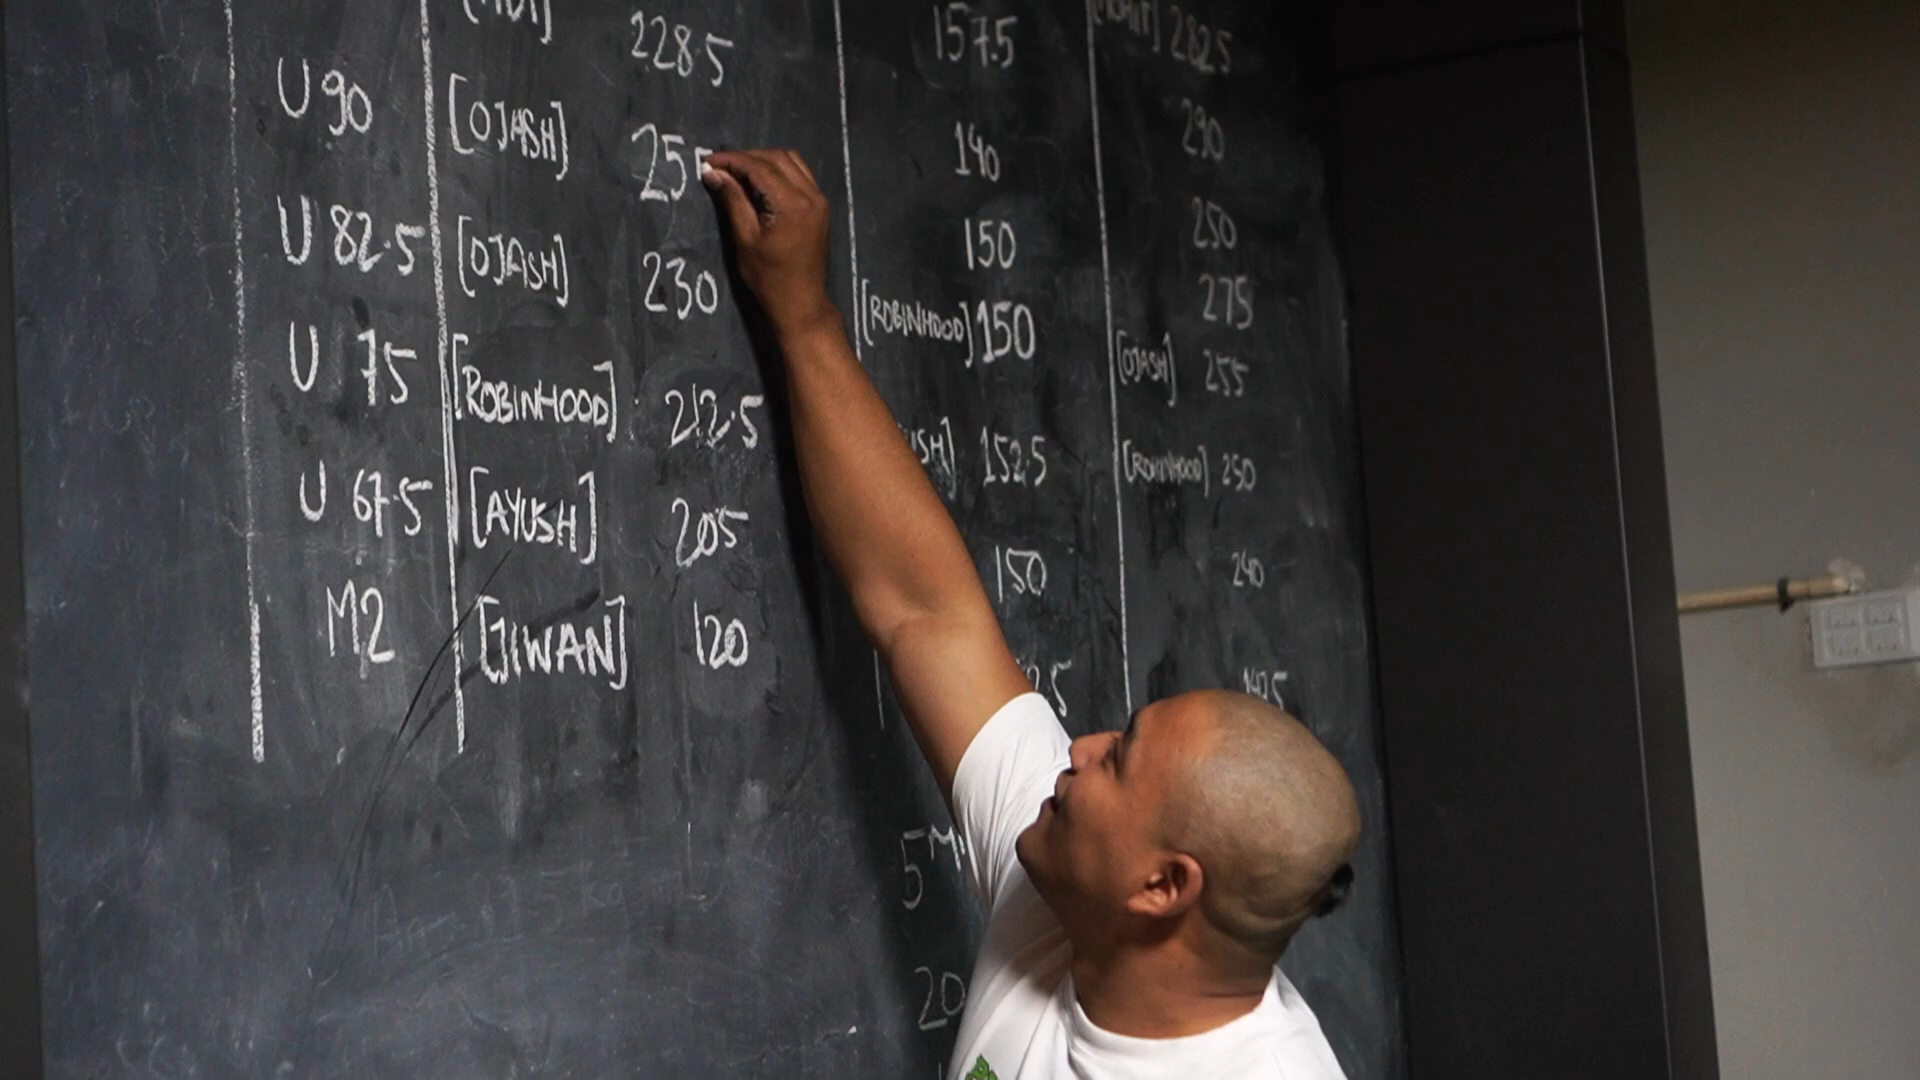 228.5 157.5 282.5
U 90 [OJASH] 255 140 290
U 82.5 [OJASH] 230 150 250
275
U 75 [ROBINHOOD] 212.5 [ROBINHOOD] 150 [OJASH] 255
U 67.5 [AYUSH] 205 152.5 [ROBINHOOD] 250
M2 [JIWAN] 120 150 240
147.5